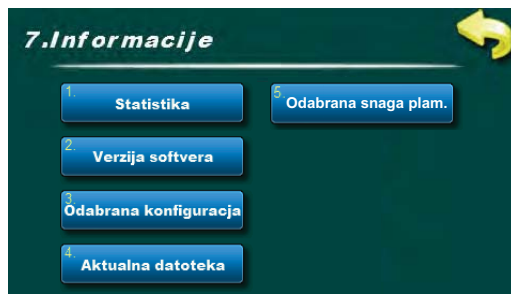 7.Informacije
1. Statistika
2. Verzija softvera
3. Odabrana konfiguracja
4. Aktualna datoteka
5. Odabrana snaga plam.